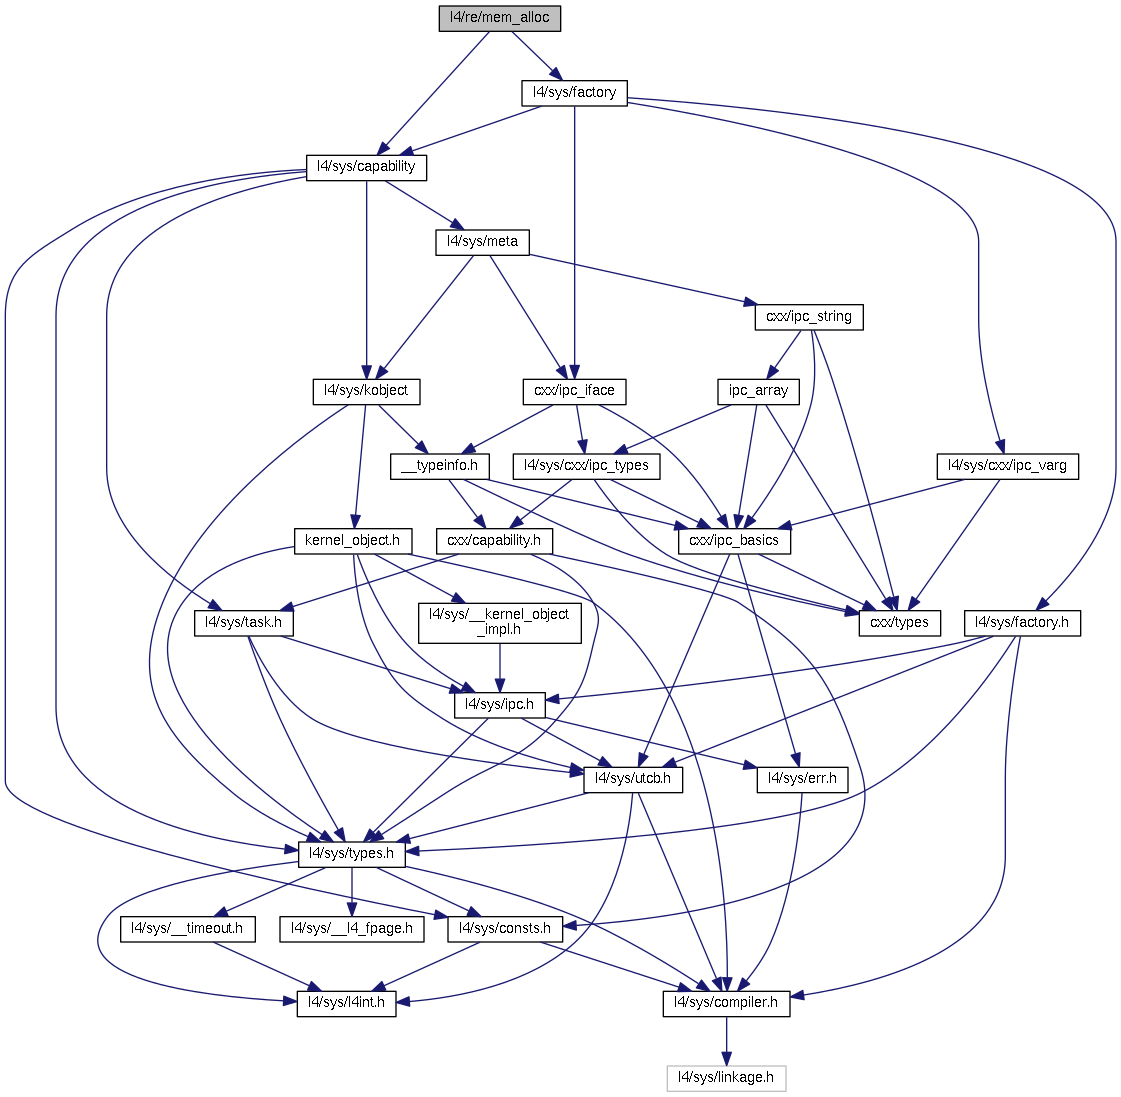 l4/re/mem_alloc
l4/sys/factory
l4/sys/capability
l4/sys/meta
cxx/ipc_string
l4/sys/kobject
cxx/ipc_iface
ipc_array
__typeinfo.h
l4/sys/cxx/ipc_types
l4/sys/cxx/ipc_varg
kernel_object.h
cxx/capability.h
cxx/ipc_basics
l4/sys/task.h
l4/sys/__kernel_object
_impl.h
cxx/types
l4/sys/factory.h
l4/sys/ipc.h
l4/sys/utcb.h
l4/sys/err.h
l4/sys/types.h
l4/sys/__timeout.h
l4/sys/__l4_fpage.h
l4/sys/consts.h
l4/sys/l4int.h
l4/sys/compiler.h
l4/sys/linkage.h